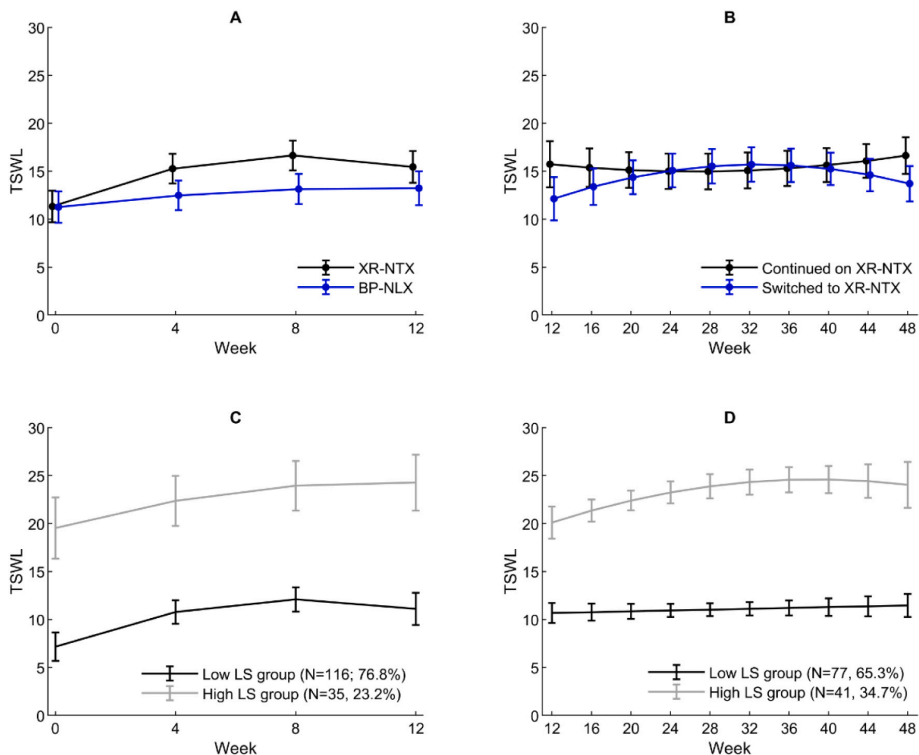 A
30
25
20
15
10
5
0
TSWL
XR-NTX
BP-NLX
0 4 8 12
Week
B
30
25
20
15
10
5
0
TSWL
Continued on XR-NTX
Switched to XR-NTX
12 16 20 24 28 32 36 40 44 48
Week
C
30
25
20
15
10
5
0
TSWL
Low LS group (N=116; 76.8%)
High LS group (N=35, 23.2%)
0 4 8 12
Week
D
30
25
20
15
10
5
0
TSWL
Low LS group (N=77, 65.3%)
High LS group (N=41, 34.7%)
12 16 20 24 28 32 36 40 44 48
Week